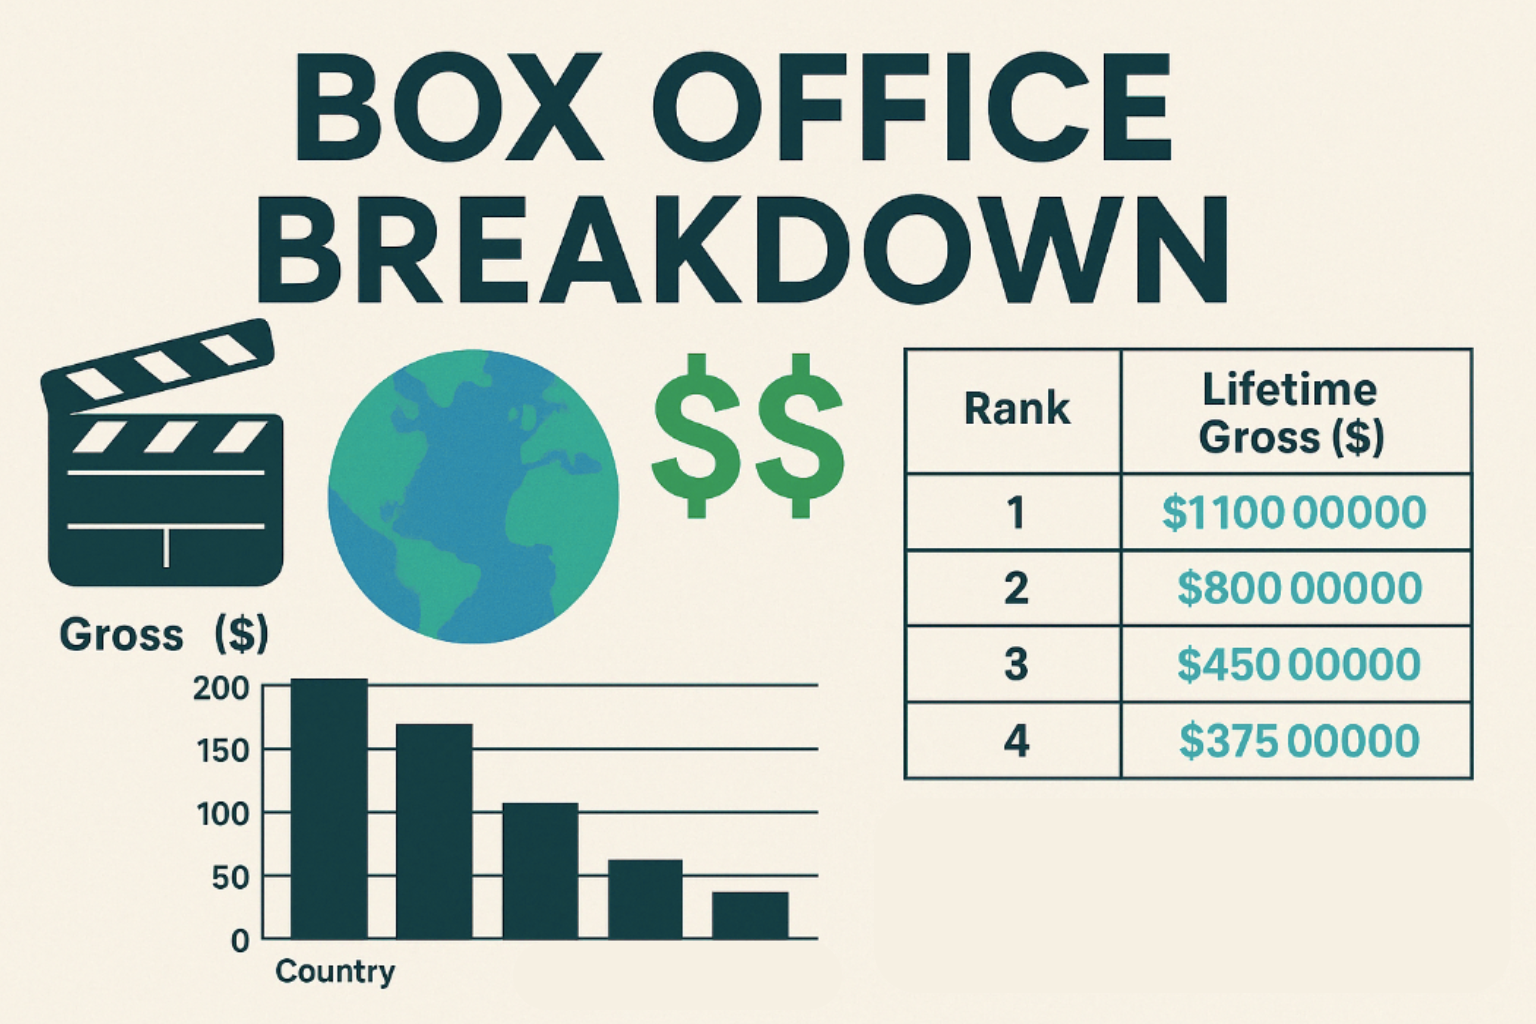 BOX OFFICE
BREAKDOWN
$$
Rank Lifetime
Gross ($)
1 $1100 00000
2 $800 00000
3 $450 00000
4 $375 00000
Gross ($)
200
150
100
50
0
Country